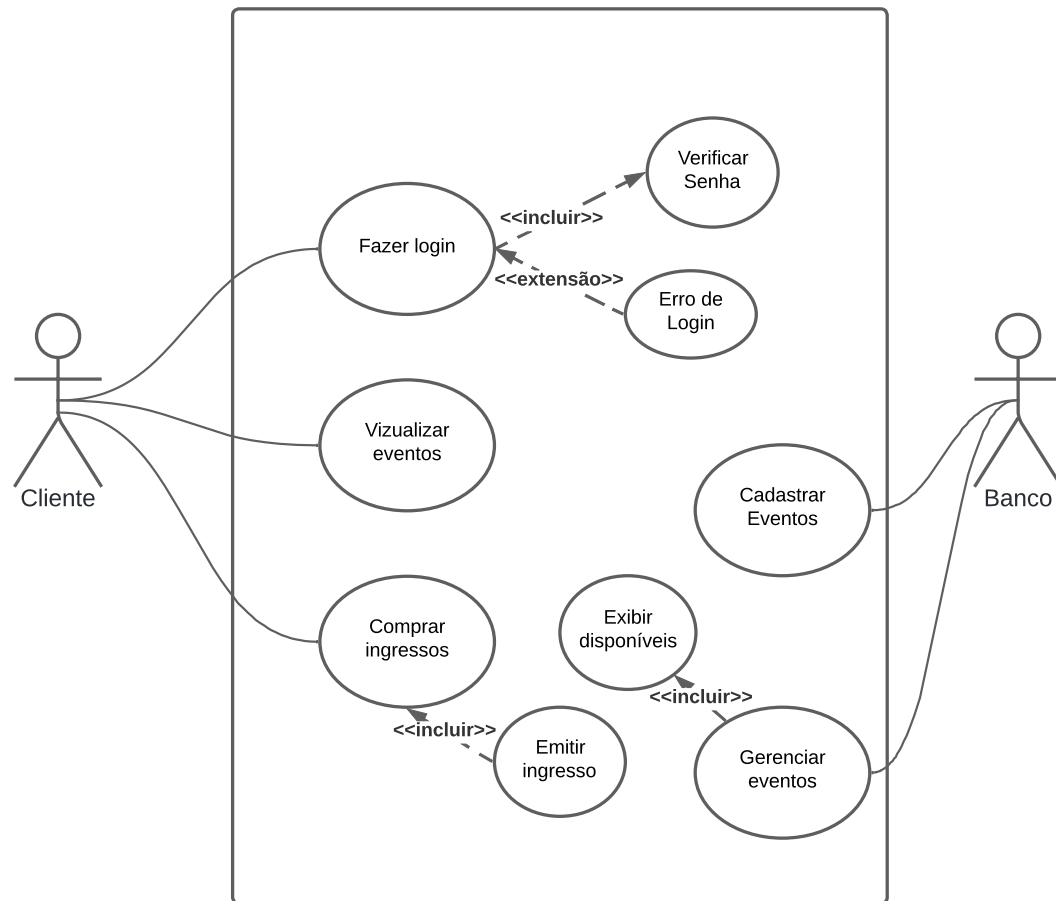 Verificar
Senha
<<incluir>>
Fazer login
<<extensão>>
Erro de
Login
Vizualizar
eventos
Cliente
Banco
Cadastrar
Eventos
Comprar
ingressos
Exibir
disponíveis
<<incluir>>
<<incluir>>
Emitir
ingresso
Gerenciar
eventos